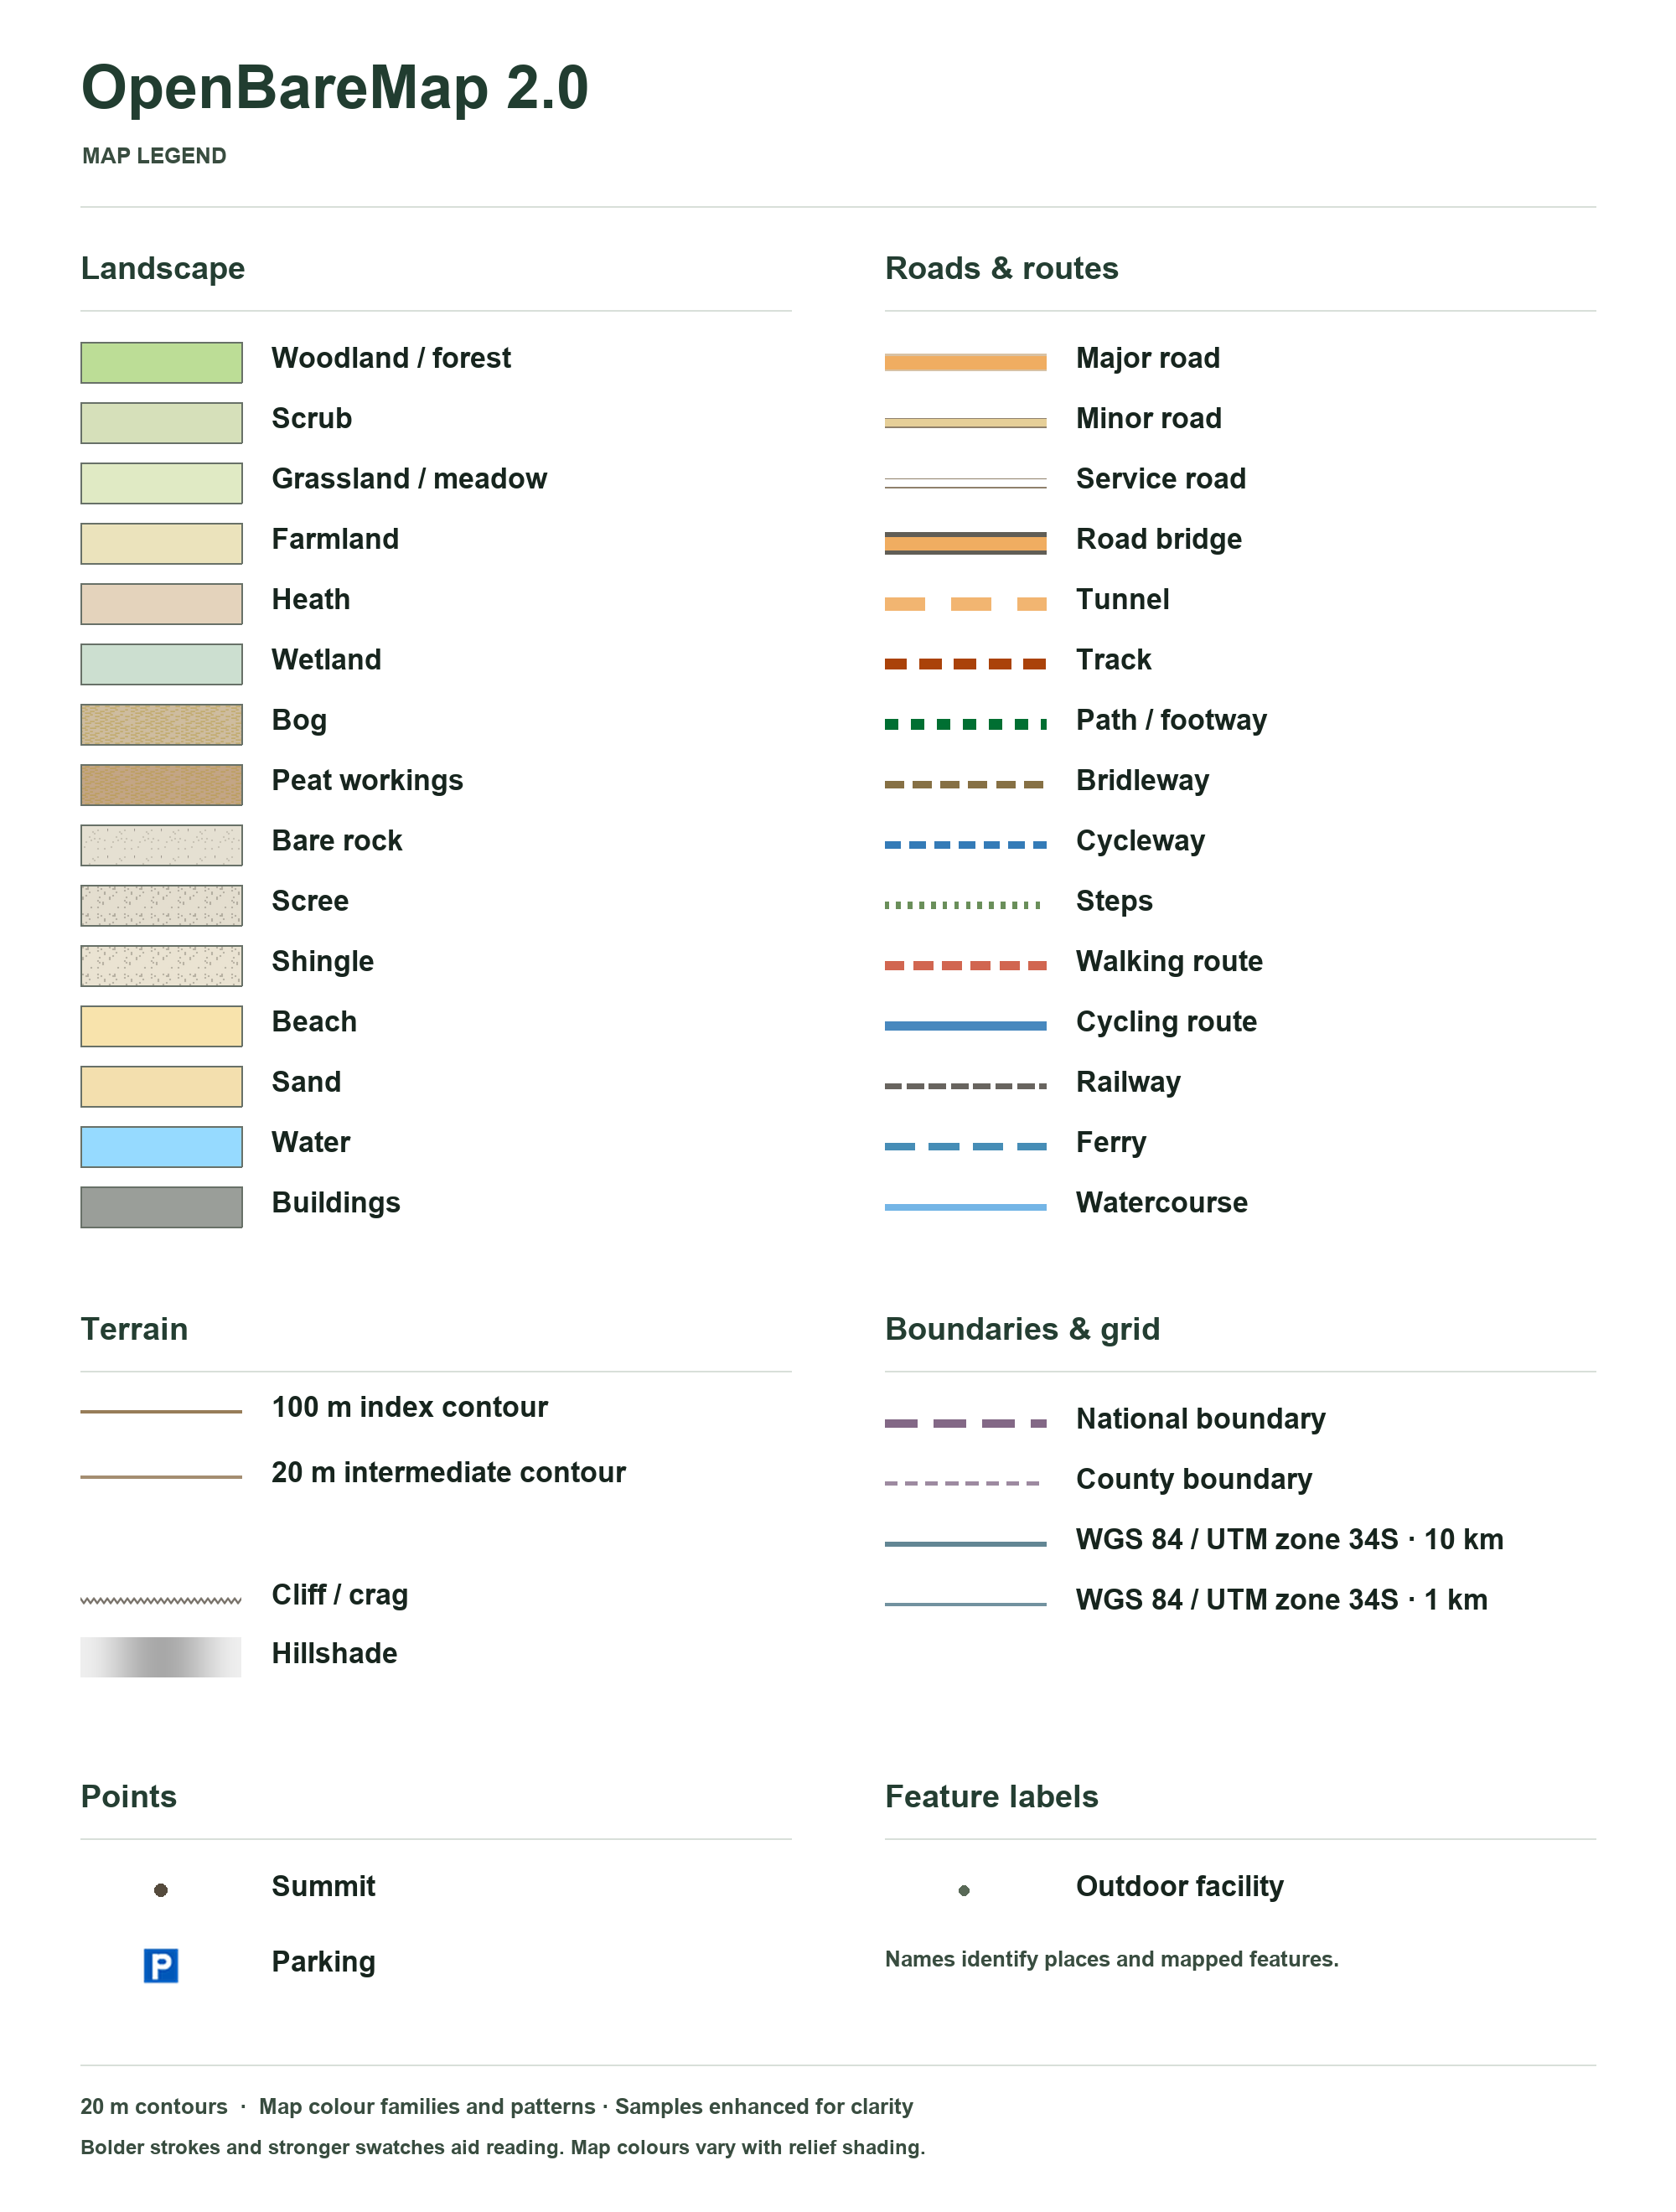 OpenBareMap 2.0
MAP LEGEND
Landscape
Woodland / forest
Scrub
Grassland / meadow
Farmland
Heath
Wetland
Bog
Peat workings
Bare rock
Scree
Shingle
Beach
Sand
Water
Buildings
Roads & routes
Major road
Minor road
Service road
Road bridge
Tunnel
Track
Path / footway
Bridleway
Cycleway
Steps
Walking route
Cycling route
Railway
Ferry
Watercourse
Terrain
100 m index contour
20 m intermediate contour
Cliff / crag
Hillshade
Boundaries & grid
National boundary
County boundary
WGS 84 / UTM zone 34S · 10 km
WGS 84 / UTM zone 34S · 1 km
Points
Summit
P
Parking
Feature labels
Outdoor facility
Names identify places and mapped features.
20 m contours · Map colour families and patterns · Samples enhanced for clarity
Bolder strokes and stronger swatches aid reading. Map colours vary with relief shading.